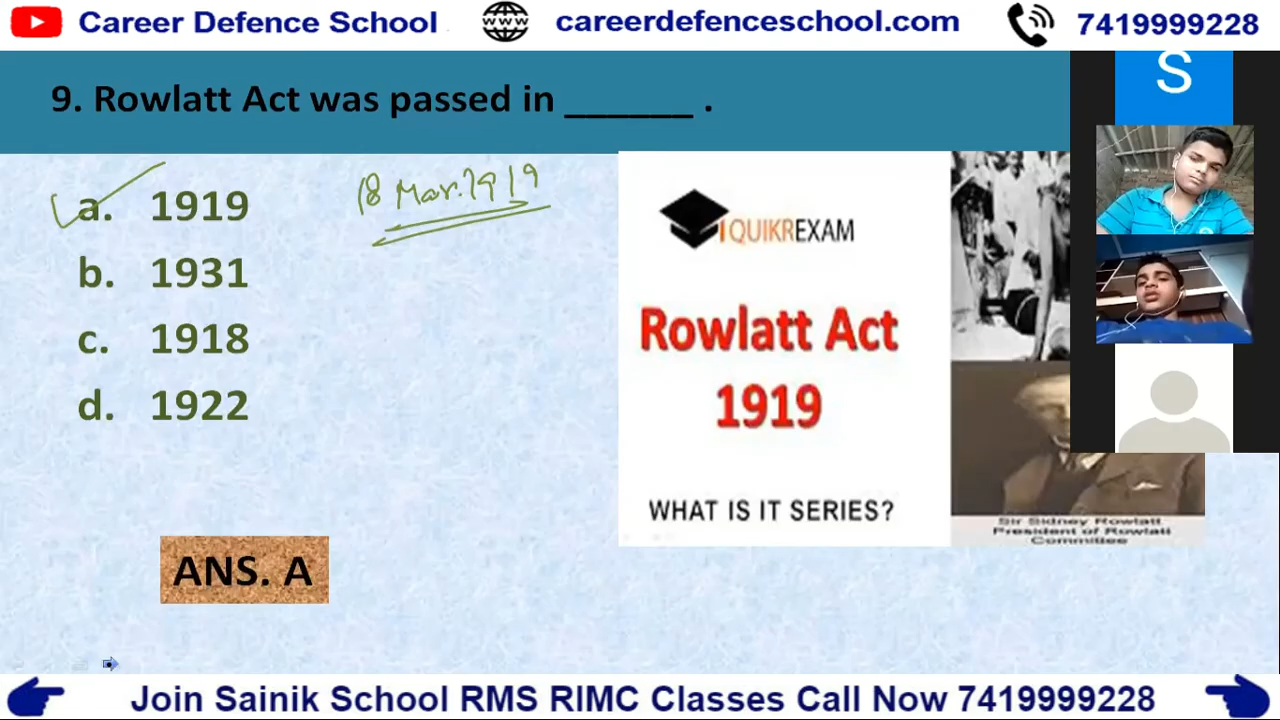 Career Defence School
careerdefenceschool.com
7419999228
9. Rowlatt Act was passed in ______ .
S
a. 1919
18 Mar. 1919
b. 1931
c. 1918
d. 1922
ANS. A
QUIKREXAM
Rowlatt Act
1919
WHAT IS IT SERIES?
Sir Sidney Rowlatt
President of Rowlatt
Committee
Join Sainik School RMS RIMC Classes Call Now 7419999228